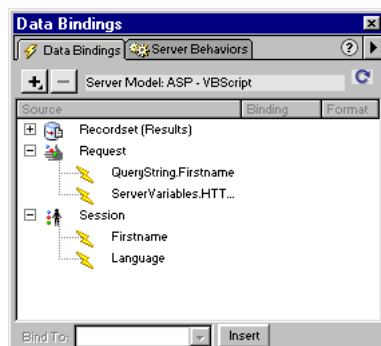 Data Bindings
Data Bindings Server Behaviors ?
Server Model: ASP - VBScript
Source Binding Format
Recordset (Results)
Request
QueryString.Firstname
ServerVariables.HTT...
Session
Firstname
Language
Bind To: Insert